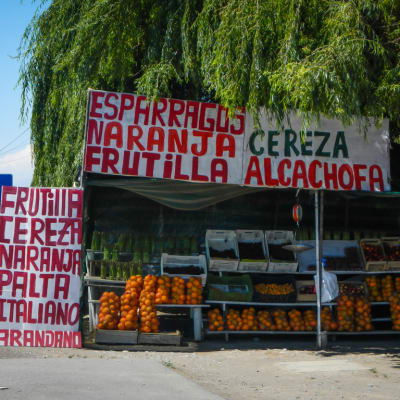 ESPARRAGOS
NARANJA
FRUTILLA
CEREZA
ALCACHOFA
FRUTILLA
CEREZA
NARANJA
PALTA
ITALIANO
ARANDANO